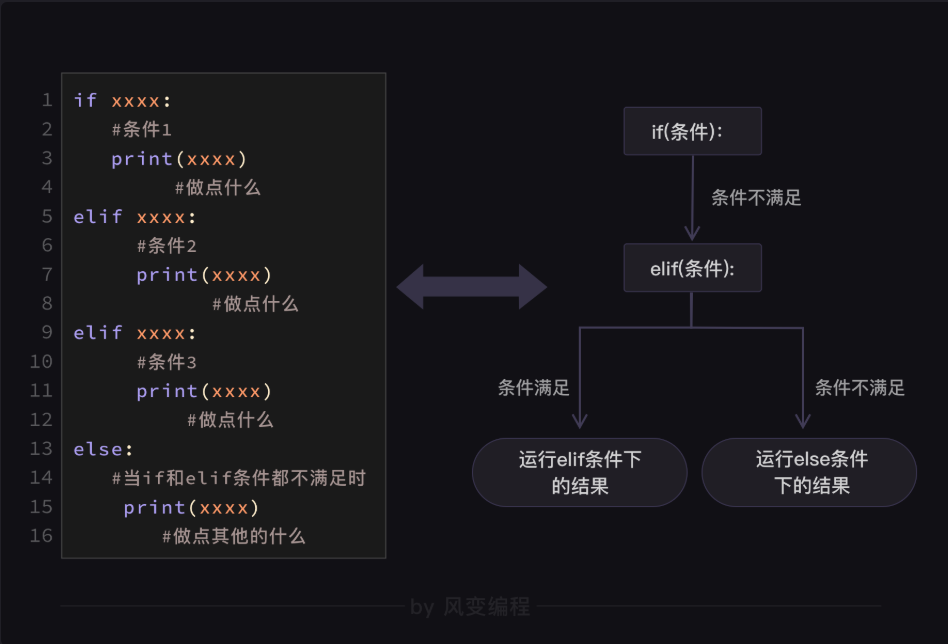 1 if xxxx:
2 #条件1
3 print(xxxx)
4 #做点什么
5 elif xxxx:
6 #条件2
7 print(xxxx)
8 #做点什么
9 elif xxxx:
10 #条件3
11 print(xxxx)
12 #做点什么
13 else:
14 #当if和elif条件都不满足时
15 print(xxxx)
16 #做点其他的什么
if(条件):
条件不满足
elif(条件):
条件满足
条件不满足
运行elif条件下
的结果
运行else条件
下的结果
by 风变编程